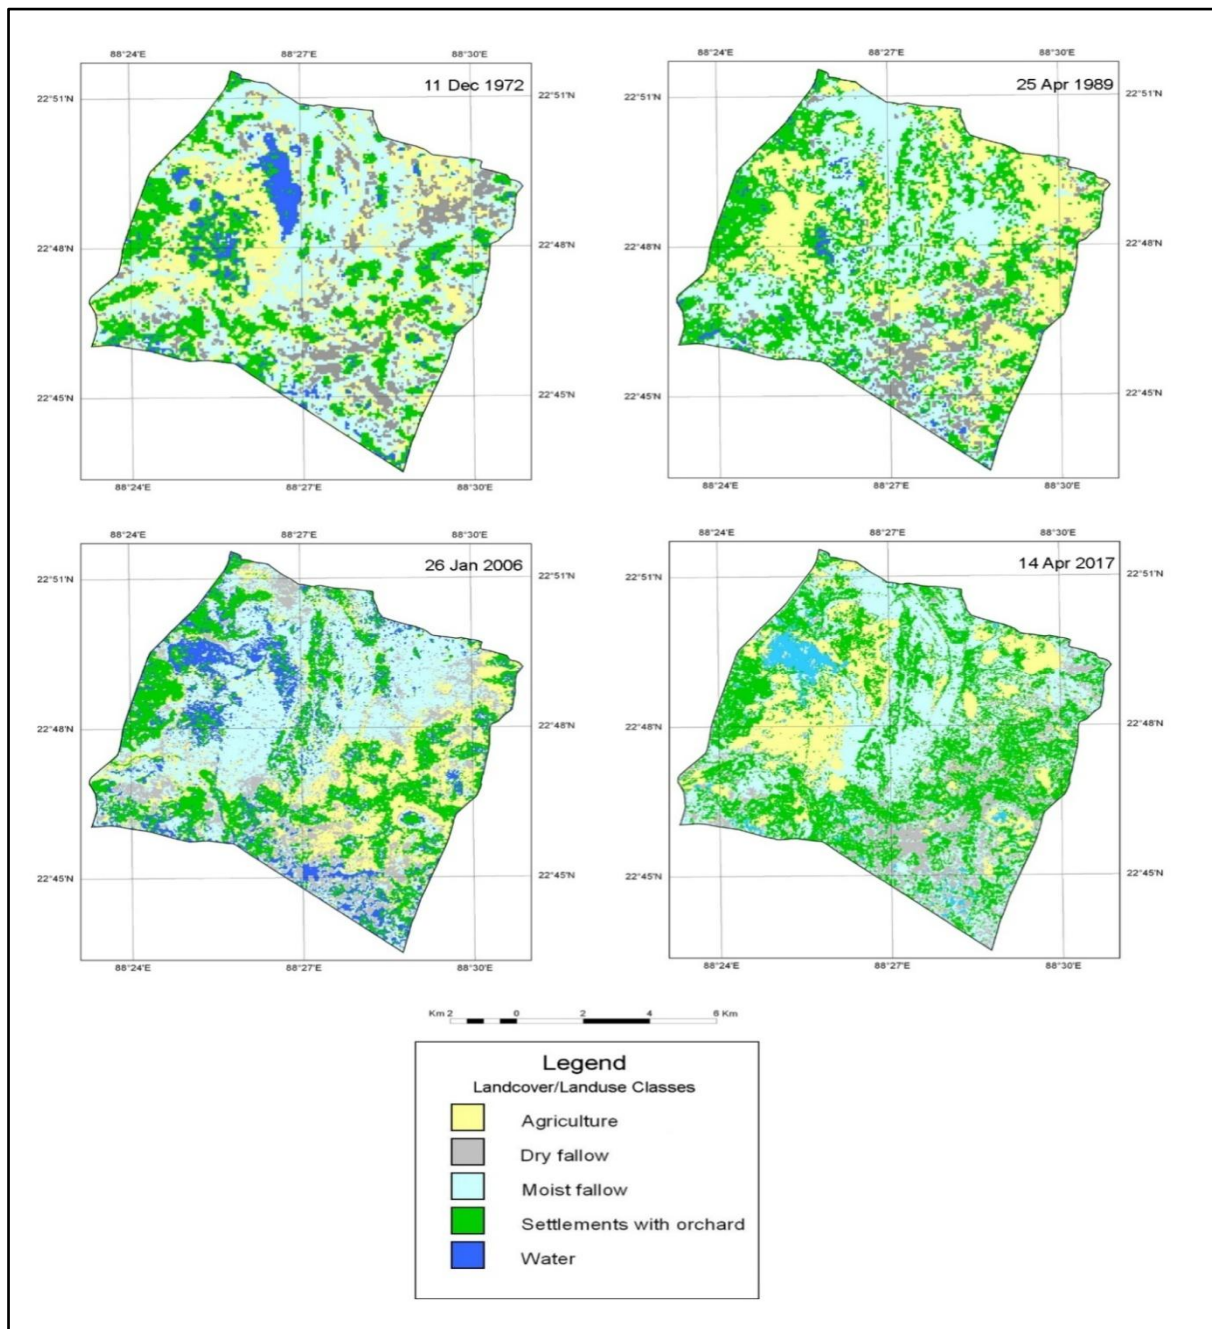 88°24'E 88°27'E 88°30'E
11 Dec 1972
22°51'N 22°51'N
22°48'N 22°48'N
22°45'N 22°45'N
88°24'E 88°27'E 88°30'E
88°24'E 88°27'E 88°30'E
25 Apr 1989
22°51'N 22°51'N
22°48'N 22°48'N
22°45'N 22°45'N
88°24'E 88°27'E 88°30'E
88°24'E 88°27'E 88°30'E
26 Jan 2006
22°51'N 22°51'N
22°48'N 22°48'N
22°45'N 22°45'N
88°24'E 88°27'E 88°30'E
88°24'E 88°27'E 88°30'E
14 Apr 2017
22°51'N 22°51'N
22°48'N 22°48'N
22°45'N 22°45'N
88°24'E 88°27'E 88°30'E
Km 2 0 2 4 6 Km
Legend
Landcover/Landuse Classes
Agriculture
Dry fallow
Moist fallow
Settlements with orchard
Water